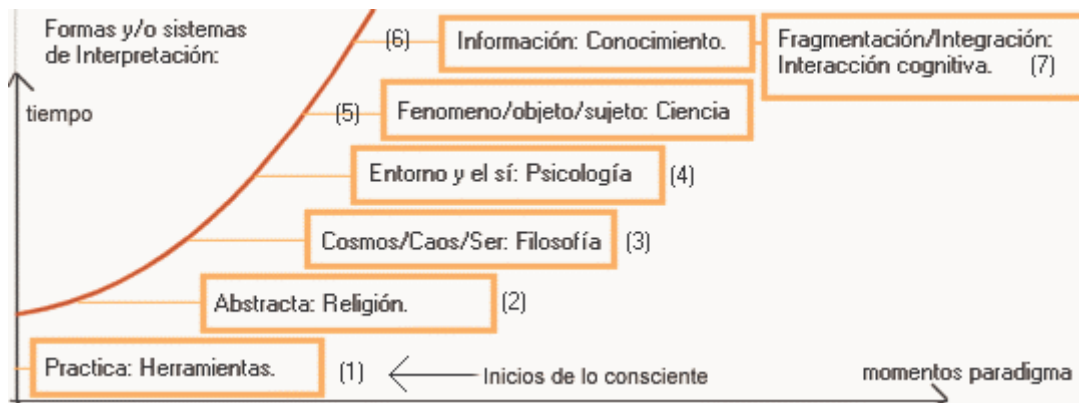 Formas y/o sistemas
de Interpretación:
(6)
Información: Conocimiento.
Fragmentación/Integración:
Interacción cognitiva. (7)
tiempo
(5)
Fenomeno/objeto/sujeto: Ciencia
Entorno y el sí: Psicología
(4)
Cosmos/Caos/Ser: Filosofía
(3)
Abstracta: Religión.
(2)
Practica: Herramientas.
(1)
Inicios de lo consciente
momentos paradigma